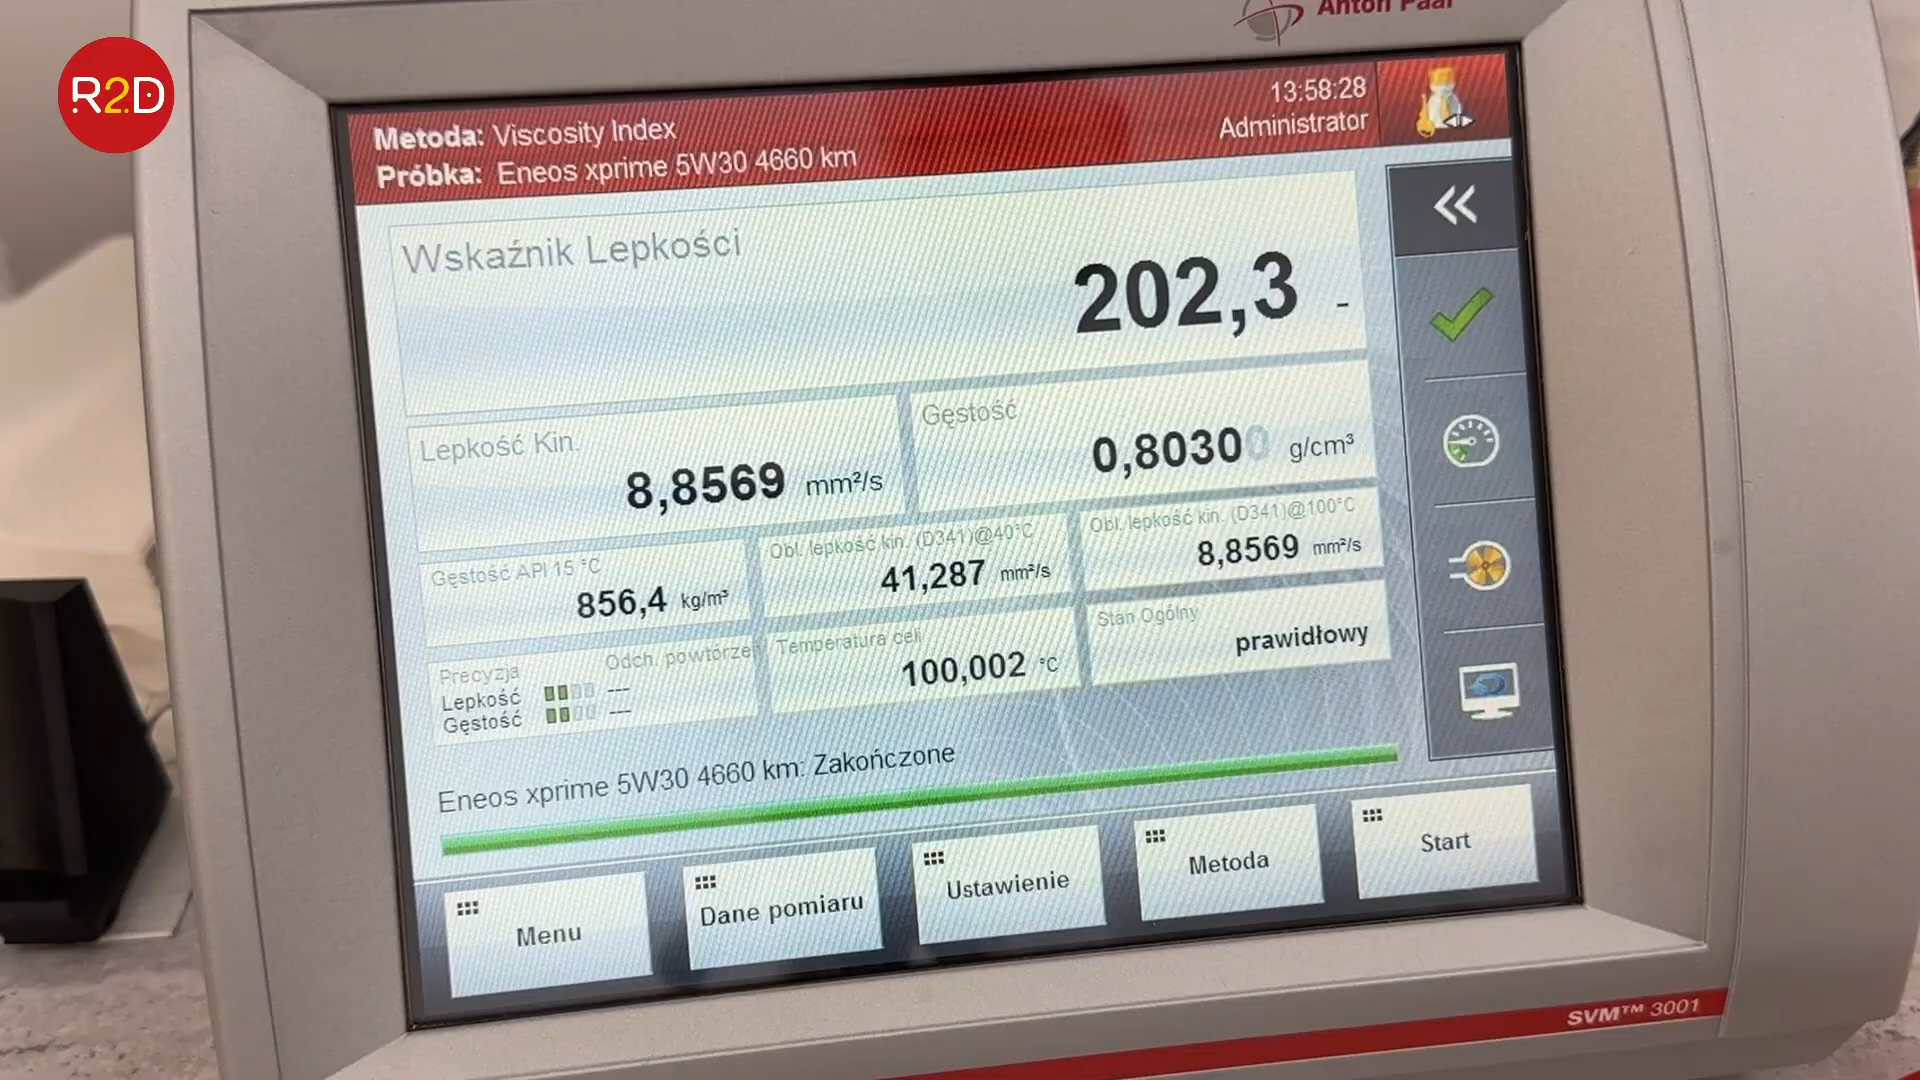 R2D
Anton Paar
Metoda: Viscosity Index
Próbka: Eneos xprime 5W30 4660 km
13:58:28
Administrator
Wskaźnik Lepkości
202,3 -
Lepkość Kin.
8,8569 mm²/s
Gęstość
0,80300 g/cm³
Gęstość API 15 °C
856,4 kg/m³
Obl. lepkość kin. (D341)@40°C
41,287 mm²/s
Obl. lepkość kin. (D341)@100°C
8,8569 mm²/s
Precyzja Odch. powtórzeń
Lepkość ---
Gęstość ---
Temperatura celi
100,002 °C
Stan Ogólny
prawidłowy
Eneos xprime 5W30 4660 km: Zakończone
Menu
Dane pomiaru
Ustawienie
Metoda
Start
SVM™ 3001